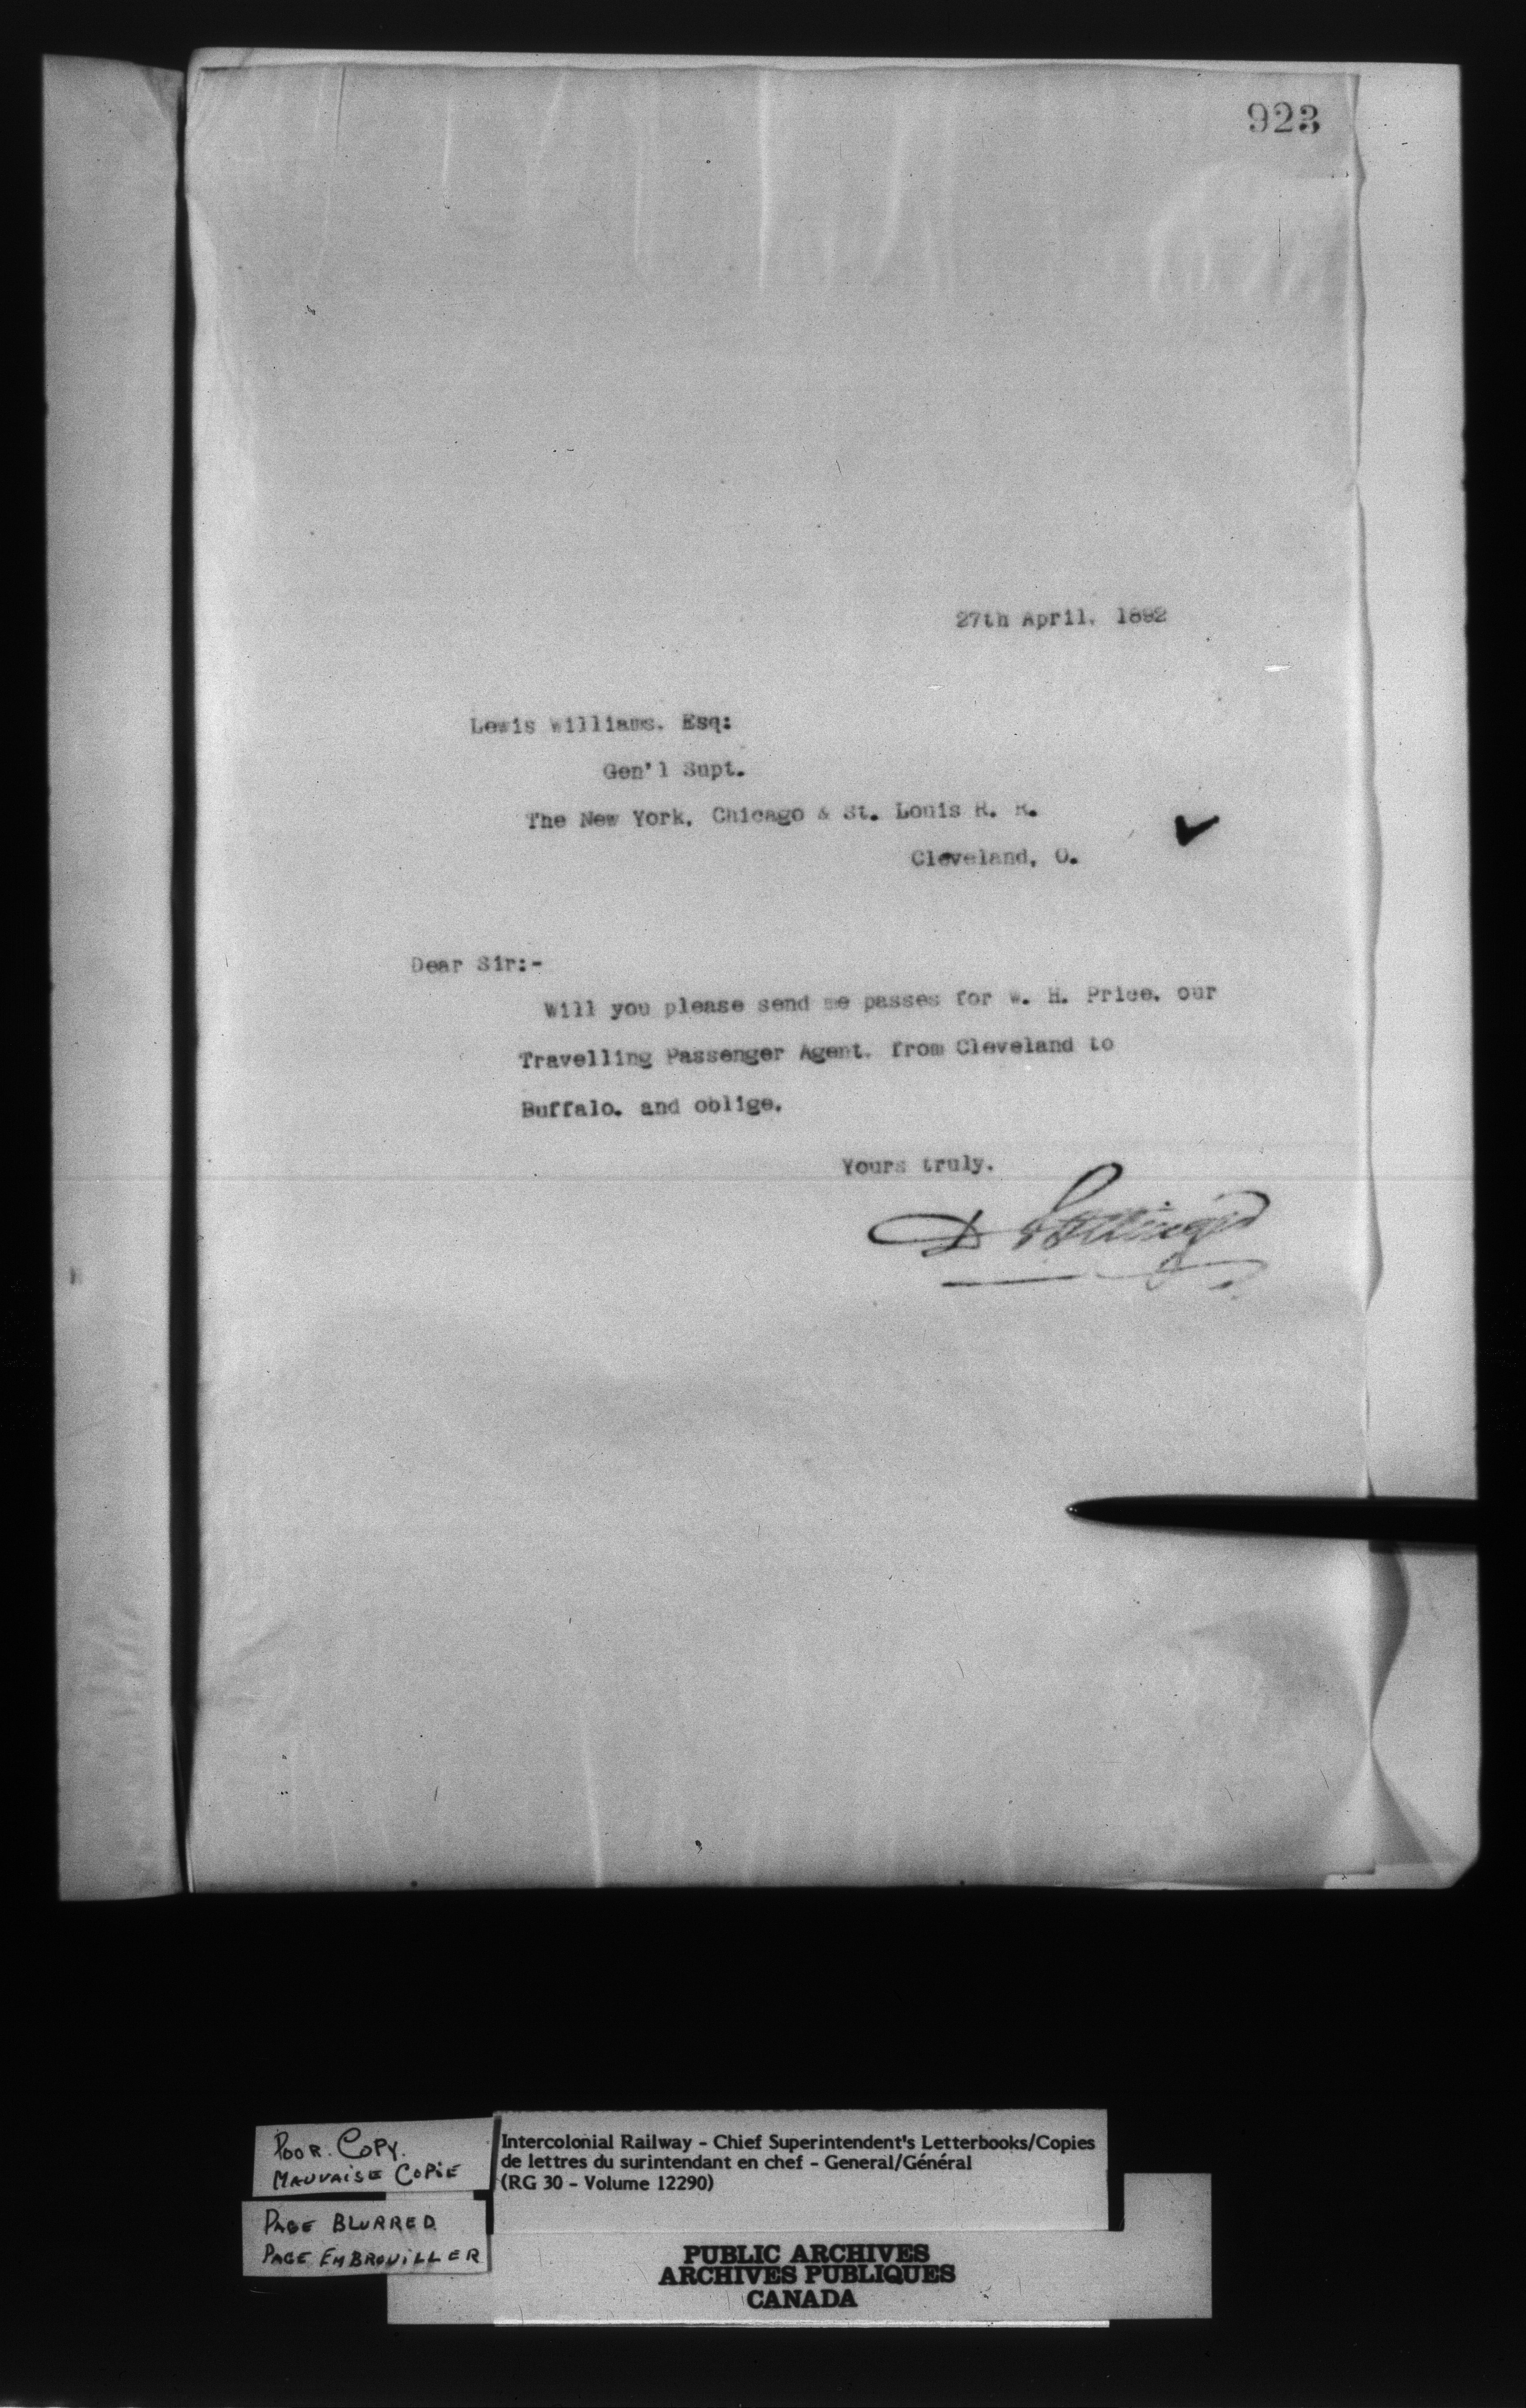 923
27th April. 1892
Lewis Williams. Esq:
Gen'l Supt.
The New York. Chicago & St. Louis R. R.
Cleveland, O.
Dear Sir:-
Will you please send me passes for W. H. Price. our
Travelling Passenger Agent. from Cleveland to
Buffalo. and oblige.
Yours truly.
D Pottinger
POOR. COPY.
MAUVAISE COPIE
PAGE BLURRED
PAGE EMBROUILLER
Intercolonial Railway - Chief Superintendent's Letterbooks/Copies
de lettres du surintendant en chef - General/Général
(RG 30 - Volume 12290)
PUBLIC ARCHIVES
ARCHIVES PUBLIQUES
CANADA